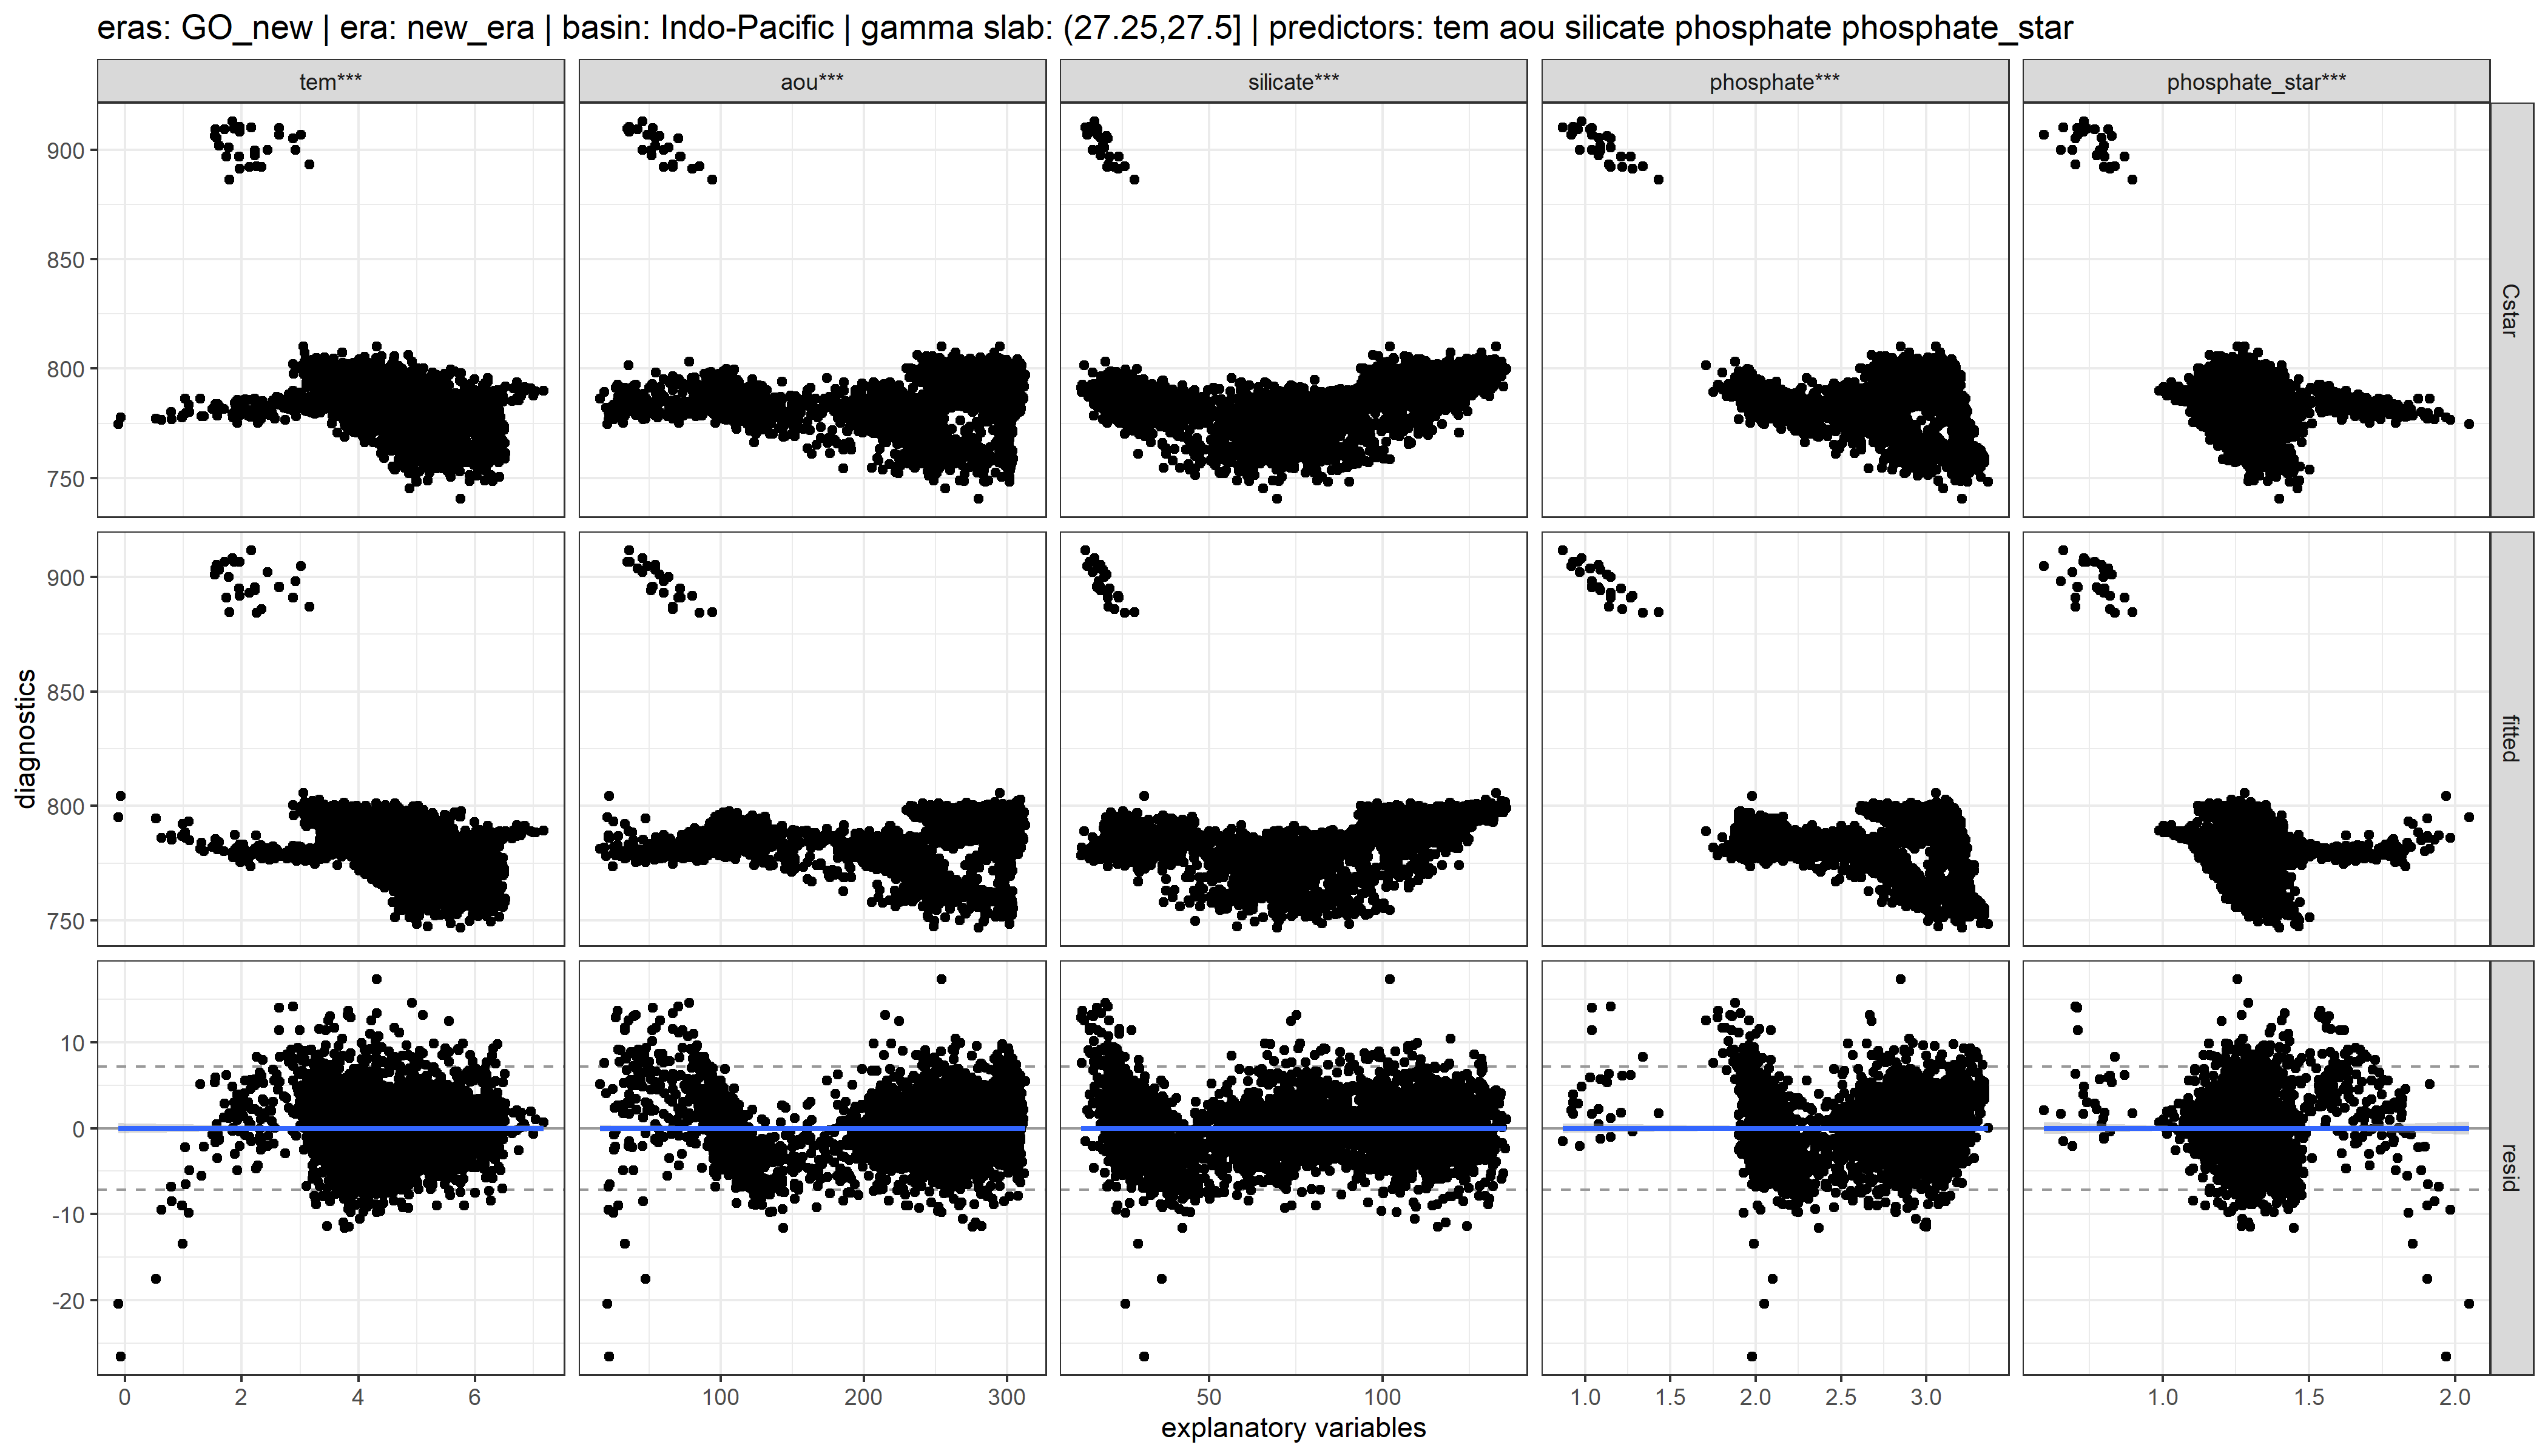 eras: GO_new | era: new_era | basin: Indo-Pacific | gamma slab: (27.25,27.5] | predictors: tem aou silicate phosphate phosphate_star
tem*** aou*** silicate*** phosphate*** phosphate_star***
900
850
800
750
Cstar
900
850
800
750
fitted
diagnostics
10
0
-10
-20
resid
0 2 4 6 100 200 300 50 100 1.0 1.5 2.0 2.5 3.0 1.0 1.5 2.0
explanatory variables